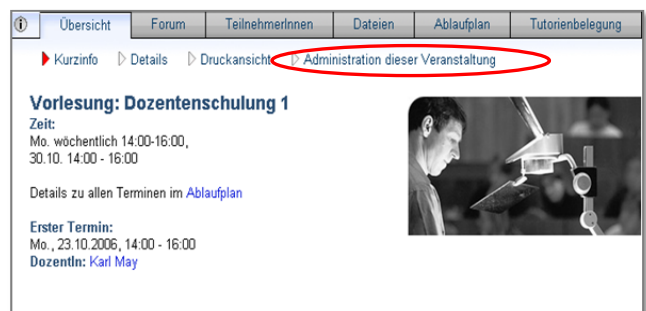 Übersicht Forum TeilnehmerInnen Dateien Ablaufplan Tutorienbelegung
Kurzinfo Details Druckansicht Administration dieser Veranstaltung
Vorlesung: Dozentenschulung 1
Zeit:
Mo. wöchentlich 14:00-16:00,
30.10. 14:00 - 16:00
Details zu allen Terminen im Ablaufplan
Erster Termin:
Mo., 23.10.2006, 14:00 - 16:00
DozentIn: Karl May